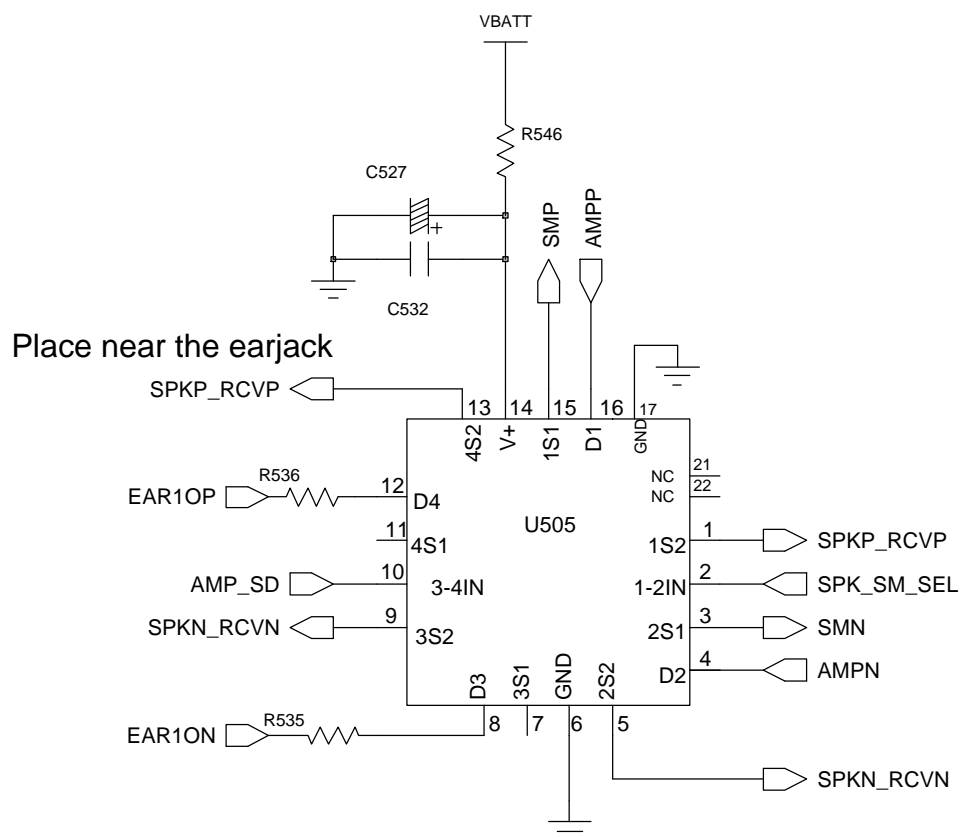 VBATT
R546
C527
+
SMP
AMPP
C532
Place near the earjack
SPKP_RCVP
13
14
15
16
17
4S2
V+
1S1
D1
GND
R536
EAR1OP
12
D4
NC
21
NC
22
U505
11
4S1
1S2
1
SPKP_RCVP
AMP_SD
10
3-4IN
1-2IN
2
SPK_SM_SEL
SPKN_RCVN
9
3S2
2S1
3
SMN
D2
4
AMPN
D3
3S1
GND
2S2
EAR1ON
R535
8
7
6
5
SPKN_RCVN